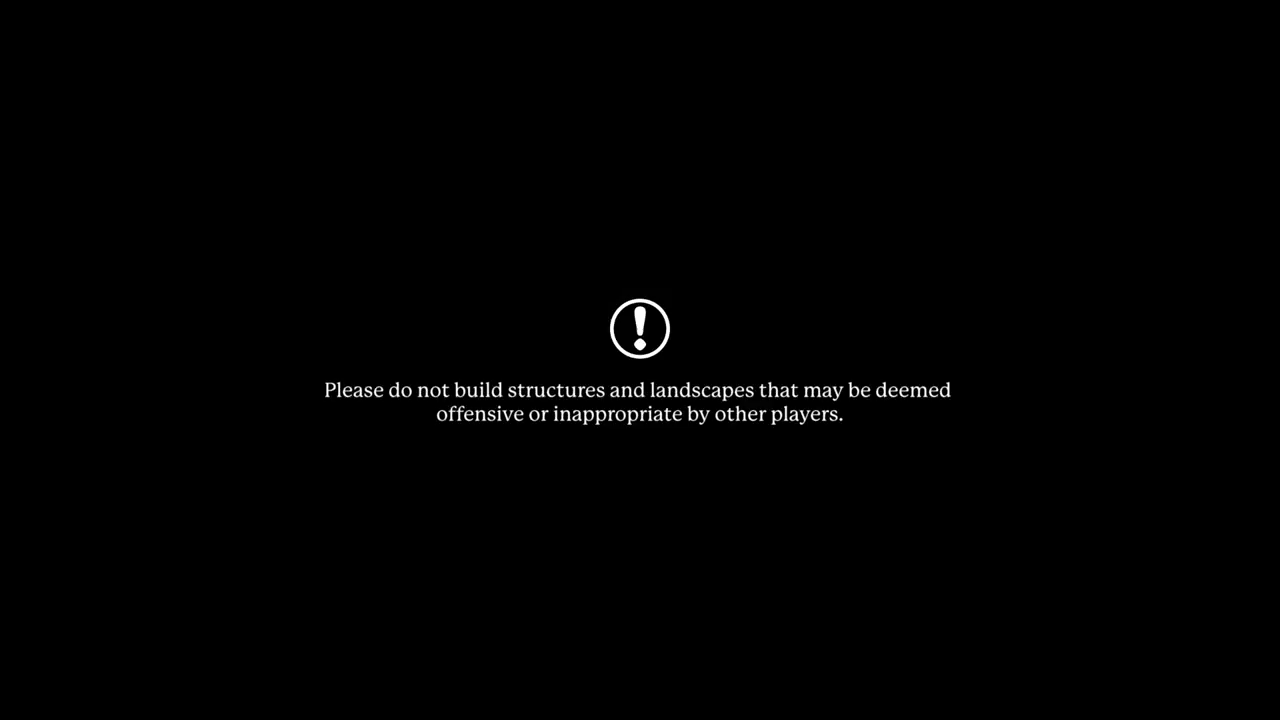 Please do not build structures and landscapes that may be deemed
offensive or inappropriate by other players.